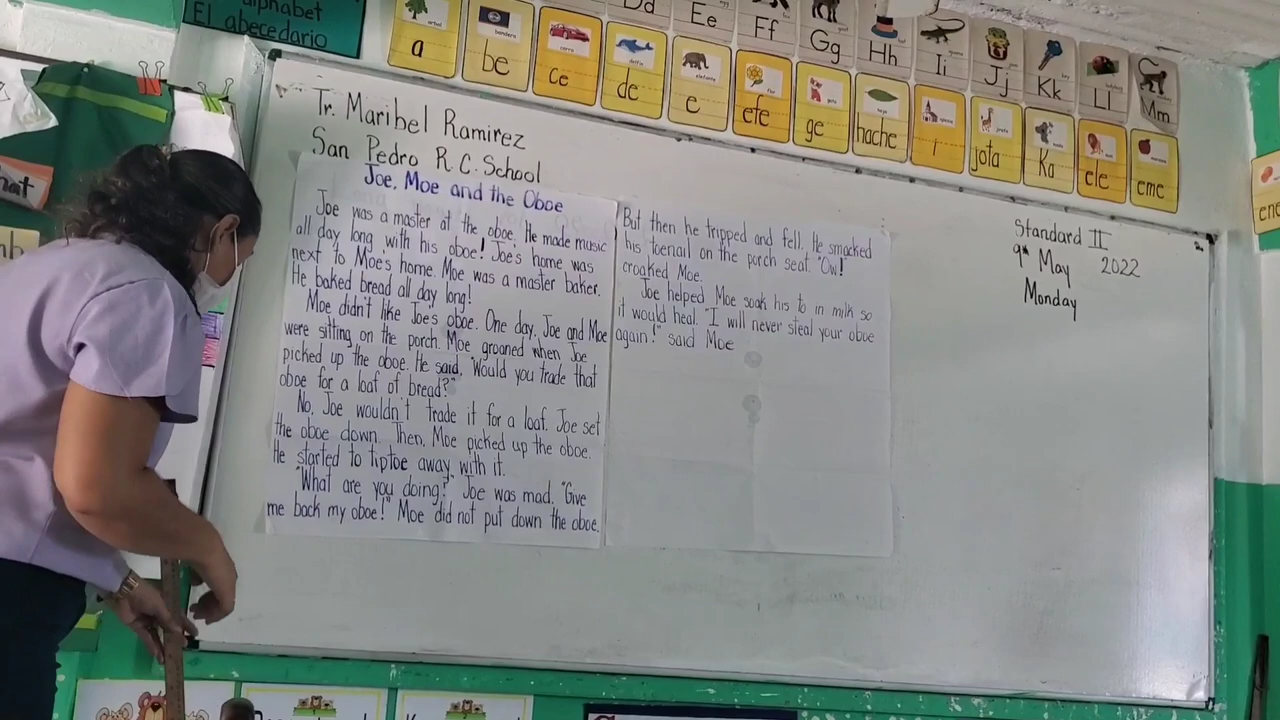 alphabet
El abecedario
Dd Ee Ff Gg Hh Ii Jj Kk Ll Mm
a be ce de e efe ge hache i jota Ka ele eme
Tr. Maribel Ramirez
San Pedro R.C. School
Joe, Moe and the Oboe
Joe was a master at the oboe. He made music
all day long with his oboe! Joe's home was
next to Moe's home. Moe was a master baker.
He baked bread all day long!
Moe didn't like Joe's oboe. One day, Joe and Moe
were sitting on the porch. Moe groaned when Joe
picked up the oboe. He said, "Would you trade that
oboe for a loaf of bread?"
No, Joe wouldn't trade it for a loaf. Joe set
the oboe down. Then, Moe picked up the oboe.
He started to tiptoe away with it.
"What are you doing?" Joe was mad. "Give
me back my oboe!" Moe did not put down the oboe.
But then he tripped and fell. He smacked
his toenail on the porch seat. "Ow!
croaked Moe.
Joe helped Moe soak his to in milk so
it would heal. "I will never steal your oboe
again!" said Moe
Standard II
9th May 2022
Monday